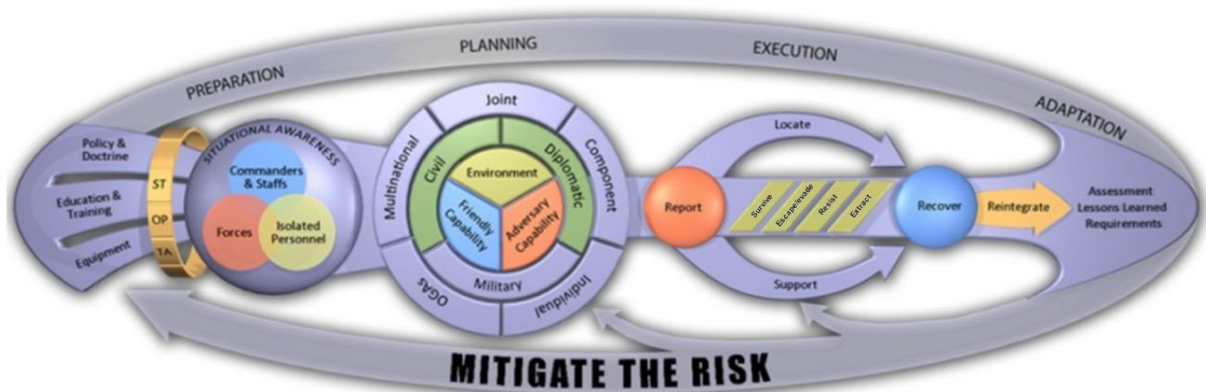 PREPARATION
PLANNING
EXECUTION
ADAPTATION
Policy &
Doctrine
Education &
Training
Equipment
ST
OP
TA
SITUATIONAL AWARENESS
Commanders
& Staffs
Forces
Isolated
Personnel
Joint
Multinational
Component
OGAs
Individual
Civil
Diplomatic
Military
Environment
Friendly
Capability
Adversary
Capability
Report
Locate
Survive
Escape/evade
Resist
Extract
Support
Recover
Reintegrate
Assessment
Lessons Learned
Requirements
MITIGATE THE RISK